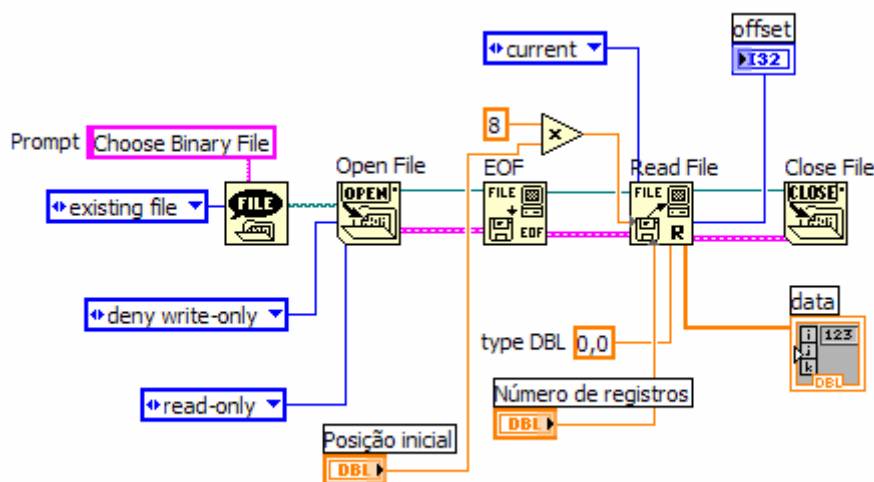 offset
I32
current
8
x
Prompt Choose Binary File
Open File
EOF
Read File
Close File
FILE
OPEN
FILE
EOF
FILE
R
CLOSE
existing file
deny write-only
data
i
j
k
123
DBL
type DBL 0,0
read-only
Número de registros
DBL
Posição inicial
DBL